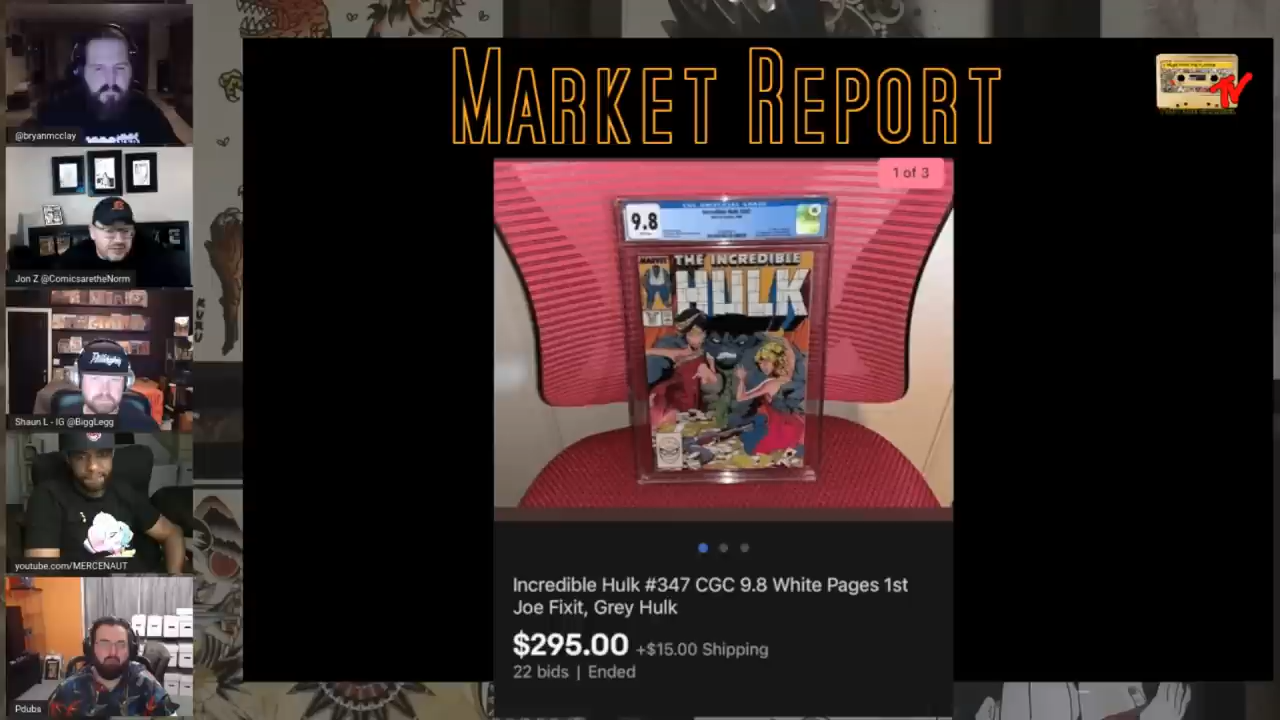 MARKET REPORT
TV
@bryanmcclay
Jon Z @ComicsaretheNorm
Shaun L - IG @BiggLegg
youtube.com/MERCENAUT
Pdubs
1 of 3
9.8
MARVEL
THE INCREDIBLE
HULK
Incredible Hulk #347 CGC 9.8 White Pages 1st
Joe Fixit, Grey Hulk
$295.00 +$15.00 Shipping
22 bids | Ended